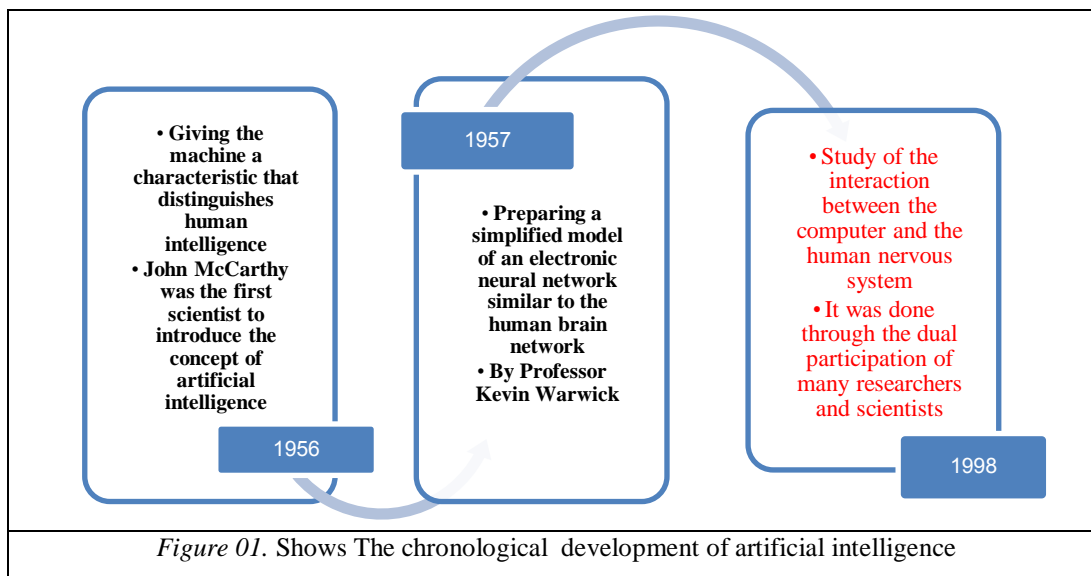 • Giving the
machine a
characteristic that
distinguishes
human
intelligence
• John McCarthy
was the first
scientist to
introduce the
concept of
artificial
intelligence
1956
1957
• Preparing a
simplified model
of an electronic
neural network
similar to the
human brain
network
• By Professor
Kevin Warwick
• Study of the
interaction
between the
computer and the
human nervous
system
• It was done
through the dual
participation of
many researchers
and scientists
1998
Figure 01. Shows The chronological development of artificial intelligence